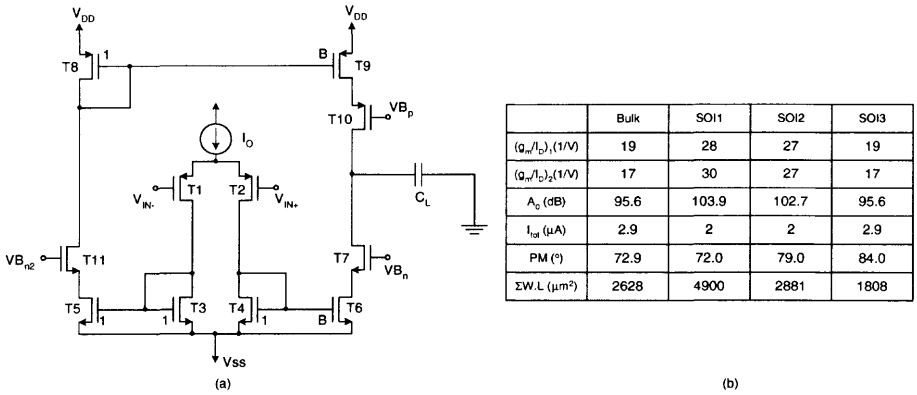 V_DD
V_DD
T8
1
B
T9
T10
VB_p
I_O
T1
T2
V_IN-
V_IN+
C_L
VB_n2
T11
T7
VB_n
T5
1
1
T3
T4
1
B
T6
Vss
(a)
Bulk SOI1 SOI2 SOI3
(g_m/I_D)_1(1/V) 19 28 27 19
(g_m/I_D)_2(1/V) 17 30 27 17
A_o (dB) 95.6 103.9 102.7 95.6
I_tot (μA) 2.9 2 2 2.9
PM (°) 72.9 72.0 79.0 84.0
ΣW.L (μm²) 2628 4900 2881 1808
(b)